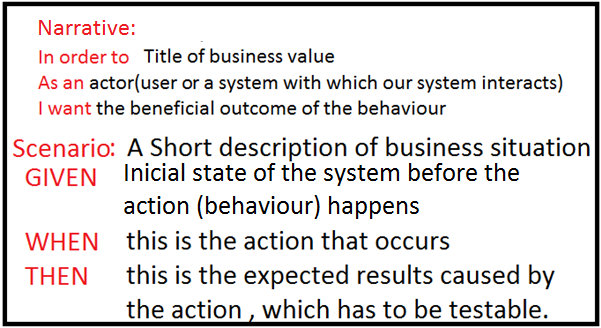 Narrative:
In order to Title of business value
As an actor(user or a system with which our system interacts)
I want the beneficial outcome of the behaviour
Scenario: A Short description of business situation
GIVEN Inicial state of the system before the
action (behaviour) happens
WHEN this is the action that occurs
THEN this is the expected results caused by
the action , which has to be testable.